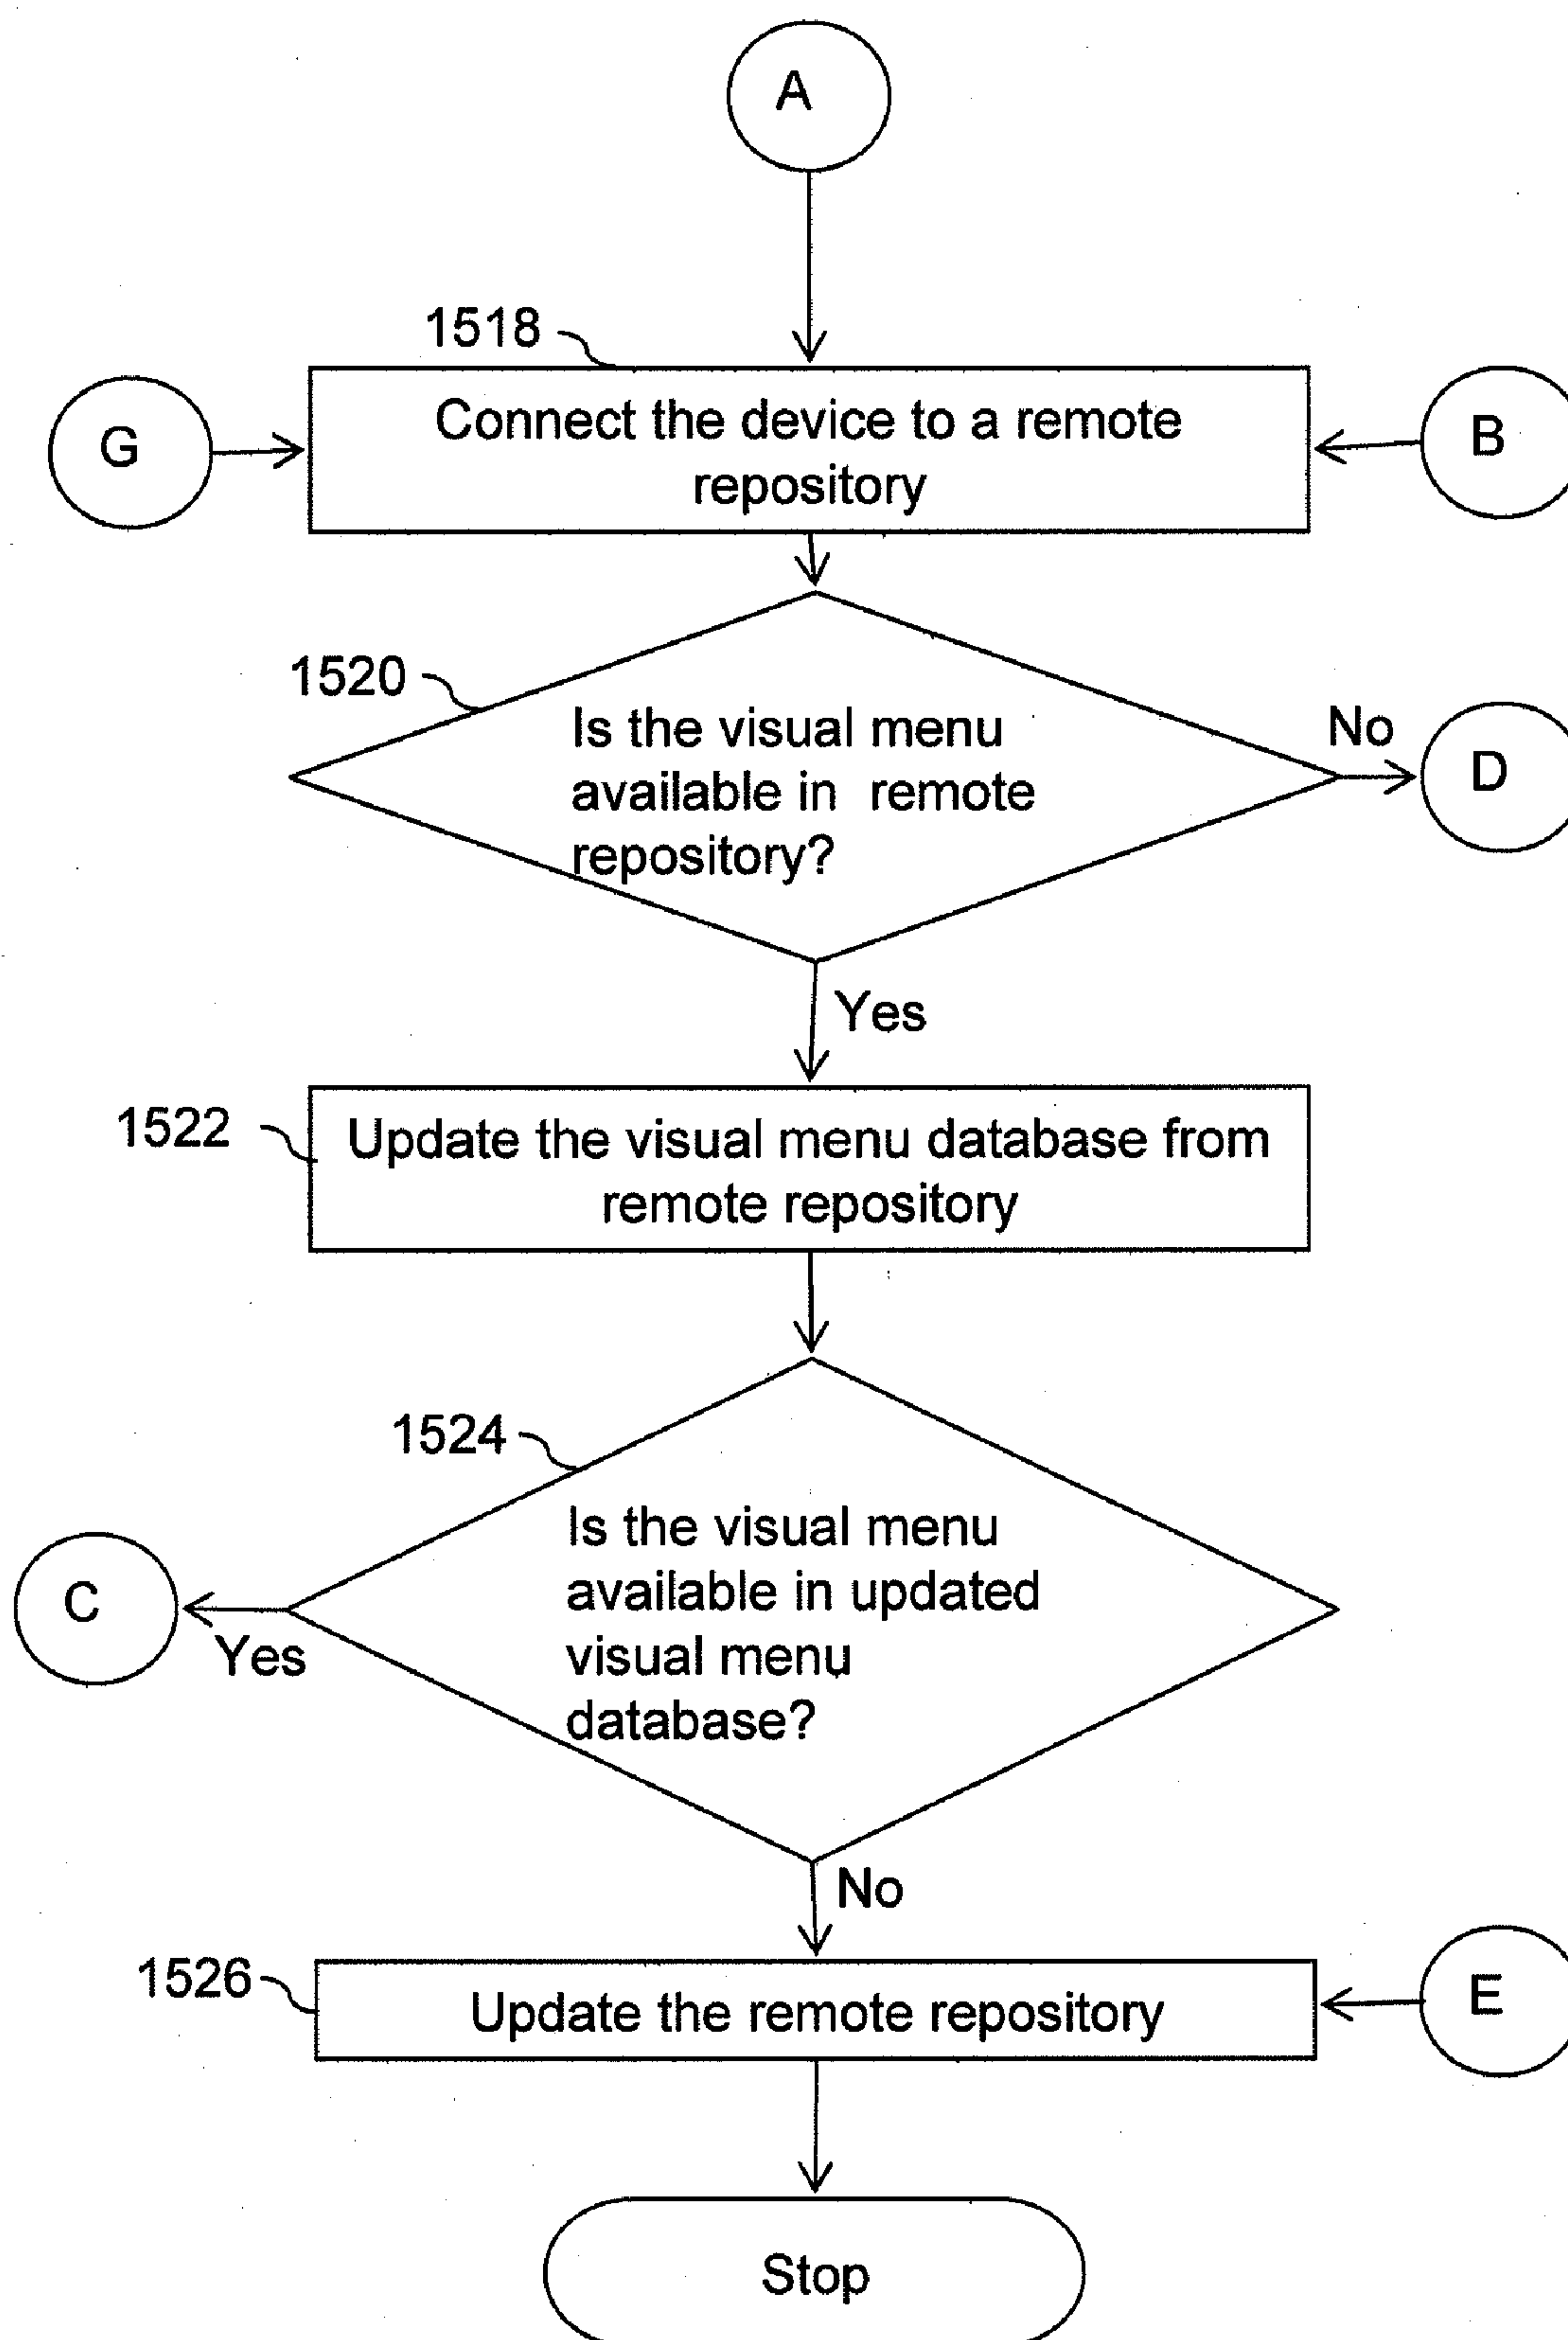 A
1518
G
Connect the device to a remote
repository
B
1520
Is the visual menu
available in remote
repository?
No
D
Yes
1522
Update the visual menu database from
remote repository
1524
Is the visual menu
available in updated
visual menu
database?
C
Yes
No
1526
Update the remote repository
E
Stop